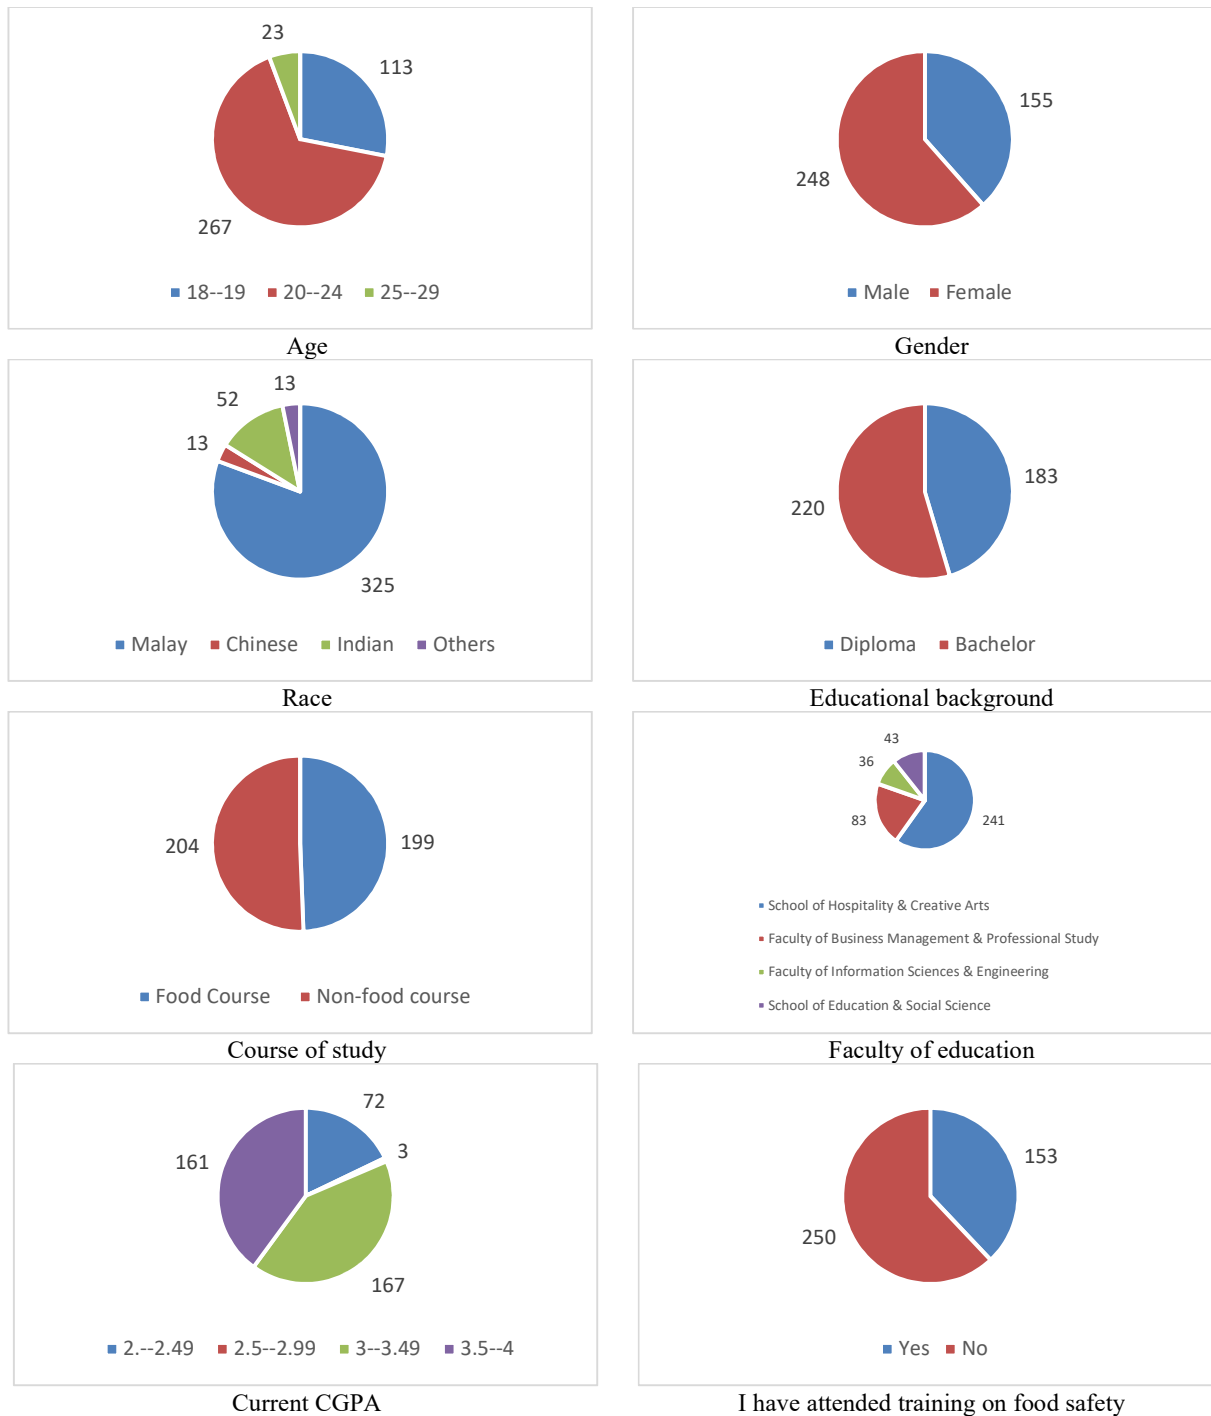 23
113
267
18--19 20--24 25--29
Age
155
248
Male Female
Gender
13
52
13
325
Malay Chinese Indian Others
Race
183
220
Diploma Bachelor
Educational background
204
199
Food Course Non-food course
Course of study
43
36
83
241
School of Hospitality & Creative Arts
Faculty of Business Management & Professional Study
Faculty of Information Sciences & Engineering
School of Education & Social Science
Faculty of education
72
3
161
167
2.--2.49 2.5--2.99 3--3.49 3.5--4
Current CGPA
153
250
Yes No
I have attended training on food safety